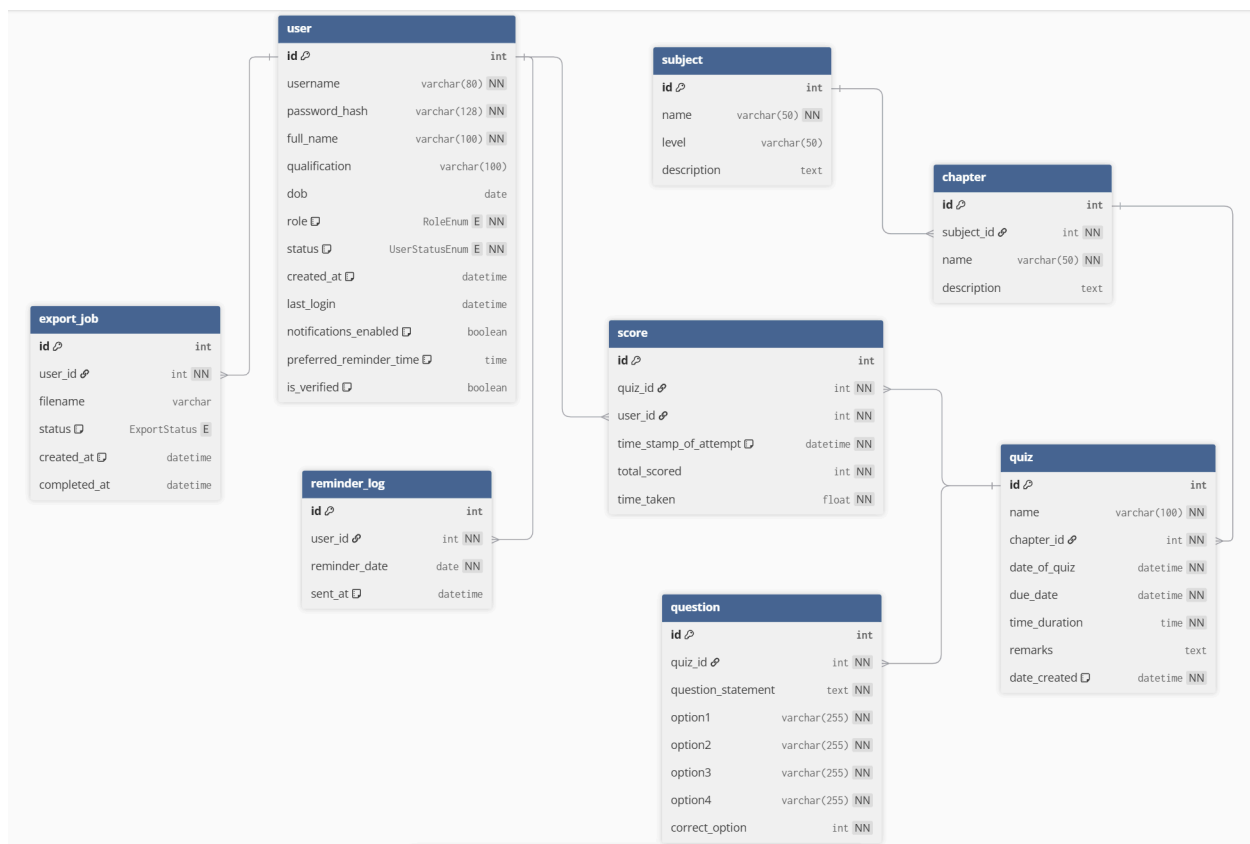 user
id int
username varchar(80) NN
password_hash varchar(128) NN
full_name varchar(100) NN
qualification varchar(100)
dob date
role RoleEnum E NN
status UserStatusEnum E NN
created_at datetime
last_login datetime
notifications_enabled boolean
preferred_reminder_time time
is_verified boolean
subject
id int
name varchar(50) NN
level varchar(50)
description text
chapter
id int
subject_id int NN
name varchar(50) NN
description text
export_job
id int
user_id int NN
filename varchar
status ExportStatus E
created_at datetime
completed_at datetime
score
id int
quiz_id int NN
user_id int NN
time_stamp_of_attempt datetime NN
total_scored int NN
time_taken float NN
reminder_log
id int
user_id int NN
reminder_date date NN
sent_at datetime
quiz
id int
name varchar(100) NN
chapter_id int NN
date_of_quiz datetime NN
due_date datetime NN
time_duration time NN
remarks text
date_created datetime NN
question
id int
quiz_id int NN
question_statement text NN
option1 varchar(255) NN
option2 varchar(255) NN
option3 varchar(255) NN
option4 varchar(255) NN
correct_option int NN